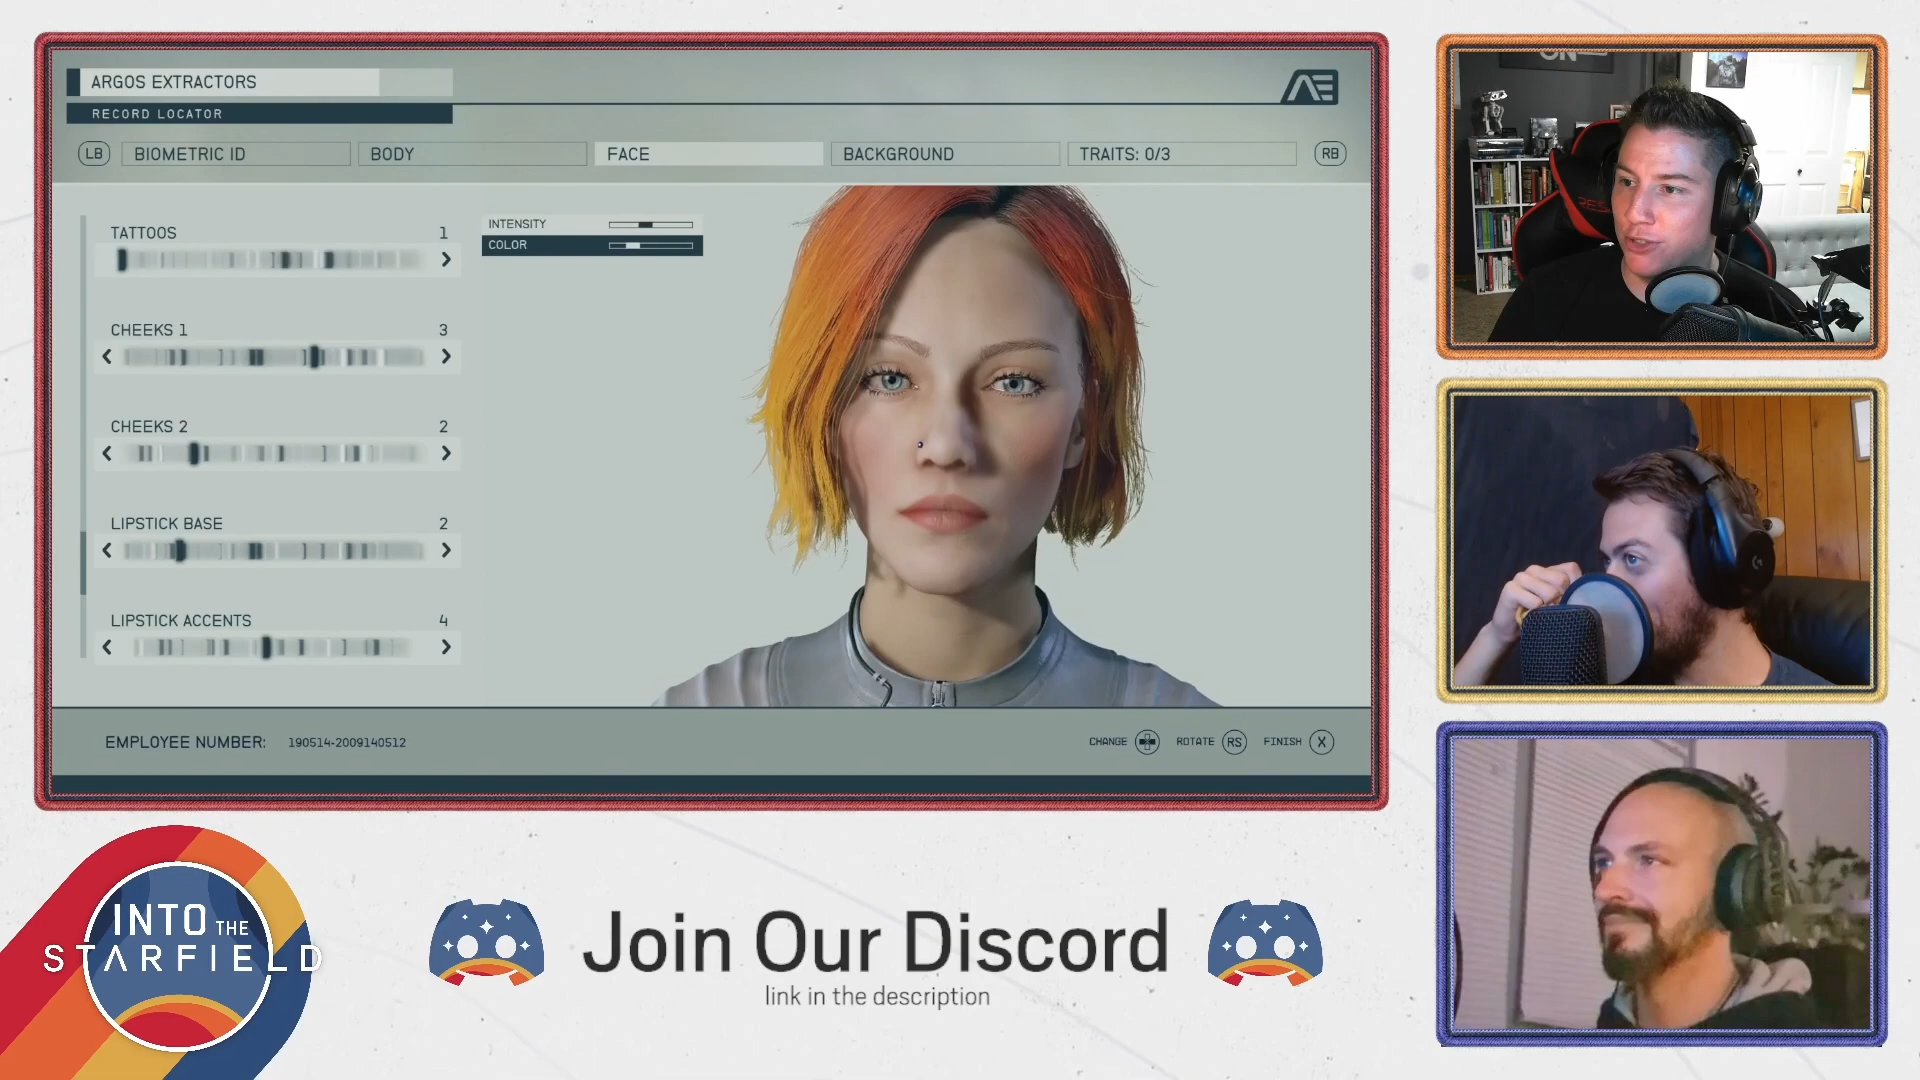 ARGOS EXTRACTORS
RECORD LOCATOR
LB
BIOMETRIC ID
BODY
FACE
BACKGROUND
TRAITS: 0/3
RB
TATTOOS 1
CHEEKS 1 3
CHEEKS 2 2
LIPSTICK BASE 2
LIPSTICK ACCENTS 4
INTENSITY
COLOR
EMPLOYEE NUMBER: 190514-2009140512
CHANGE
ROTATE RS
FINISH X
INTO THE
STARFIELD
Join Our Discord
link in the description